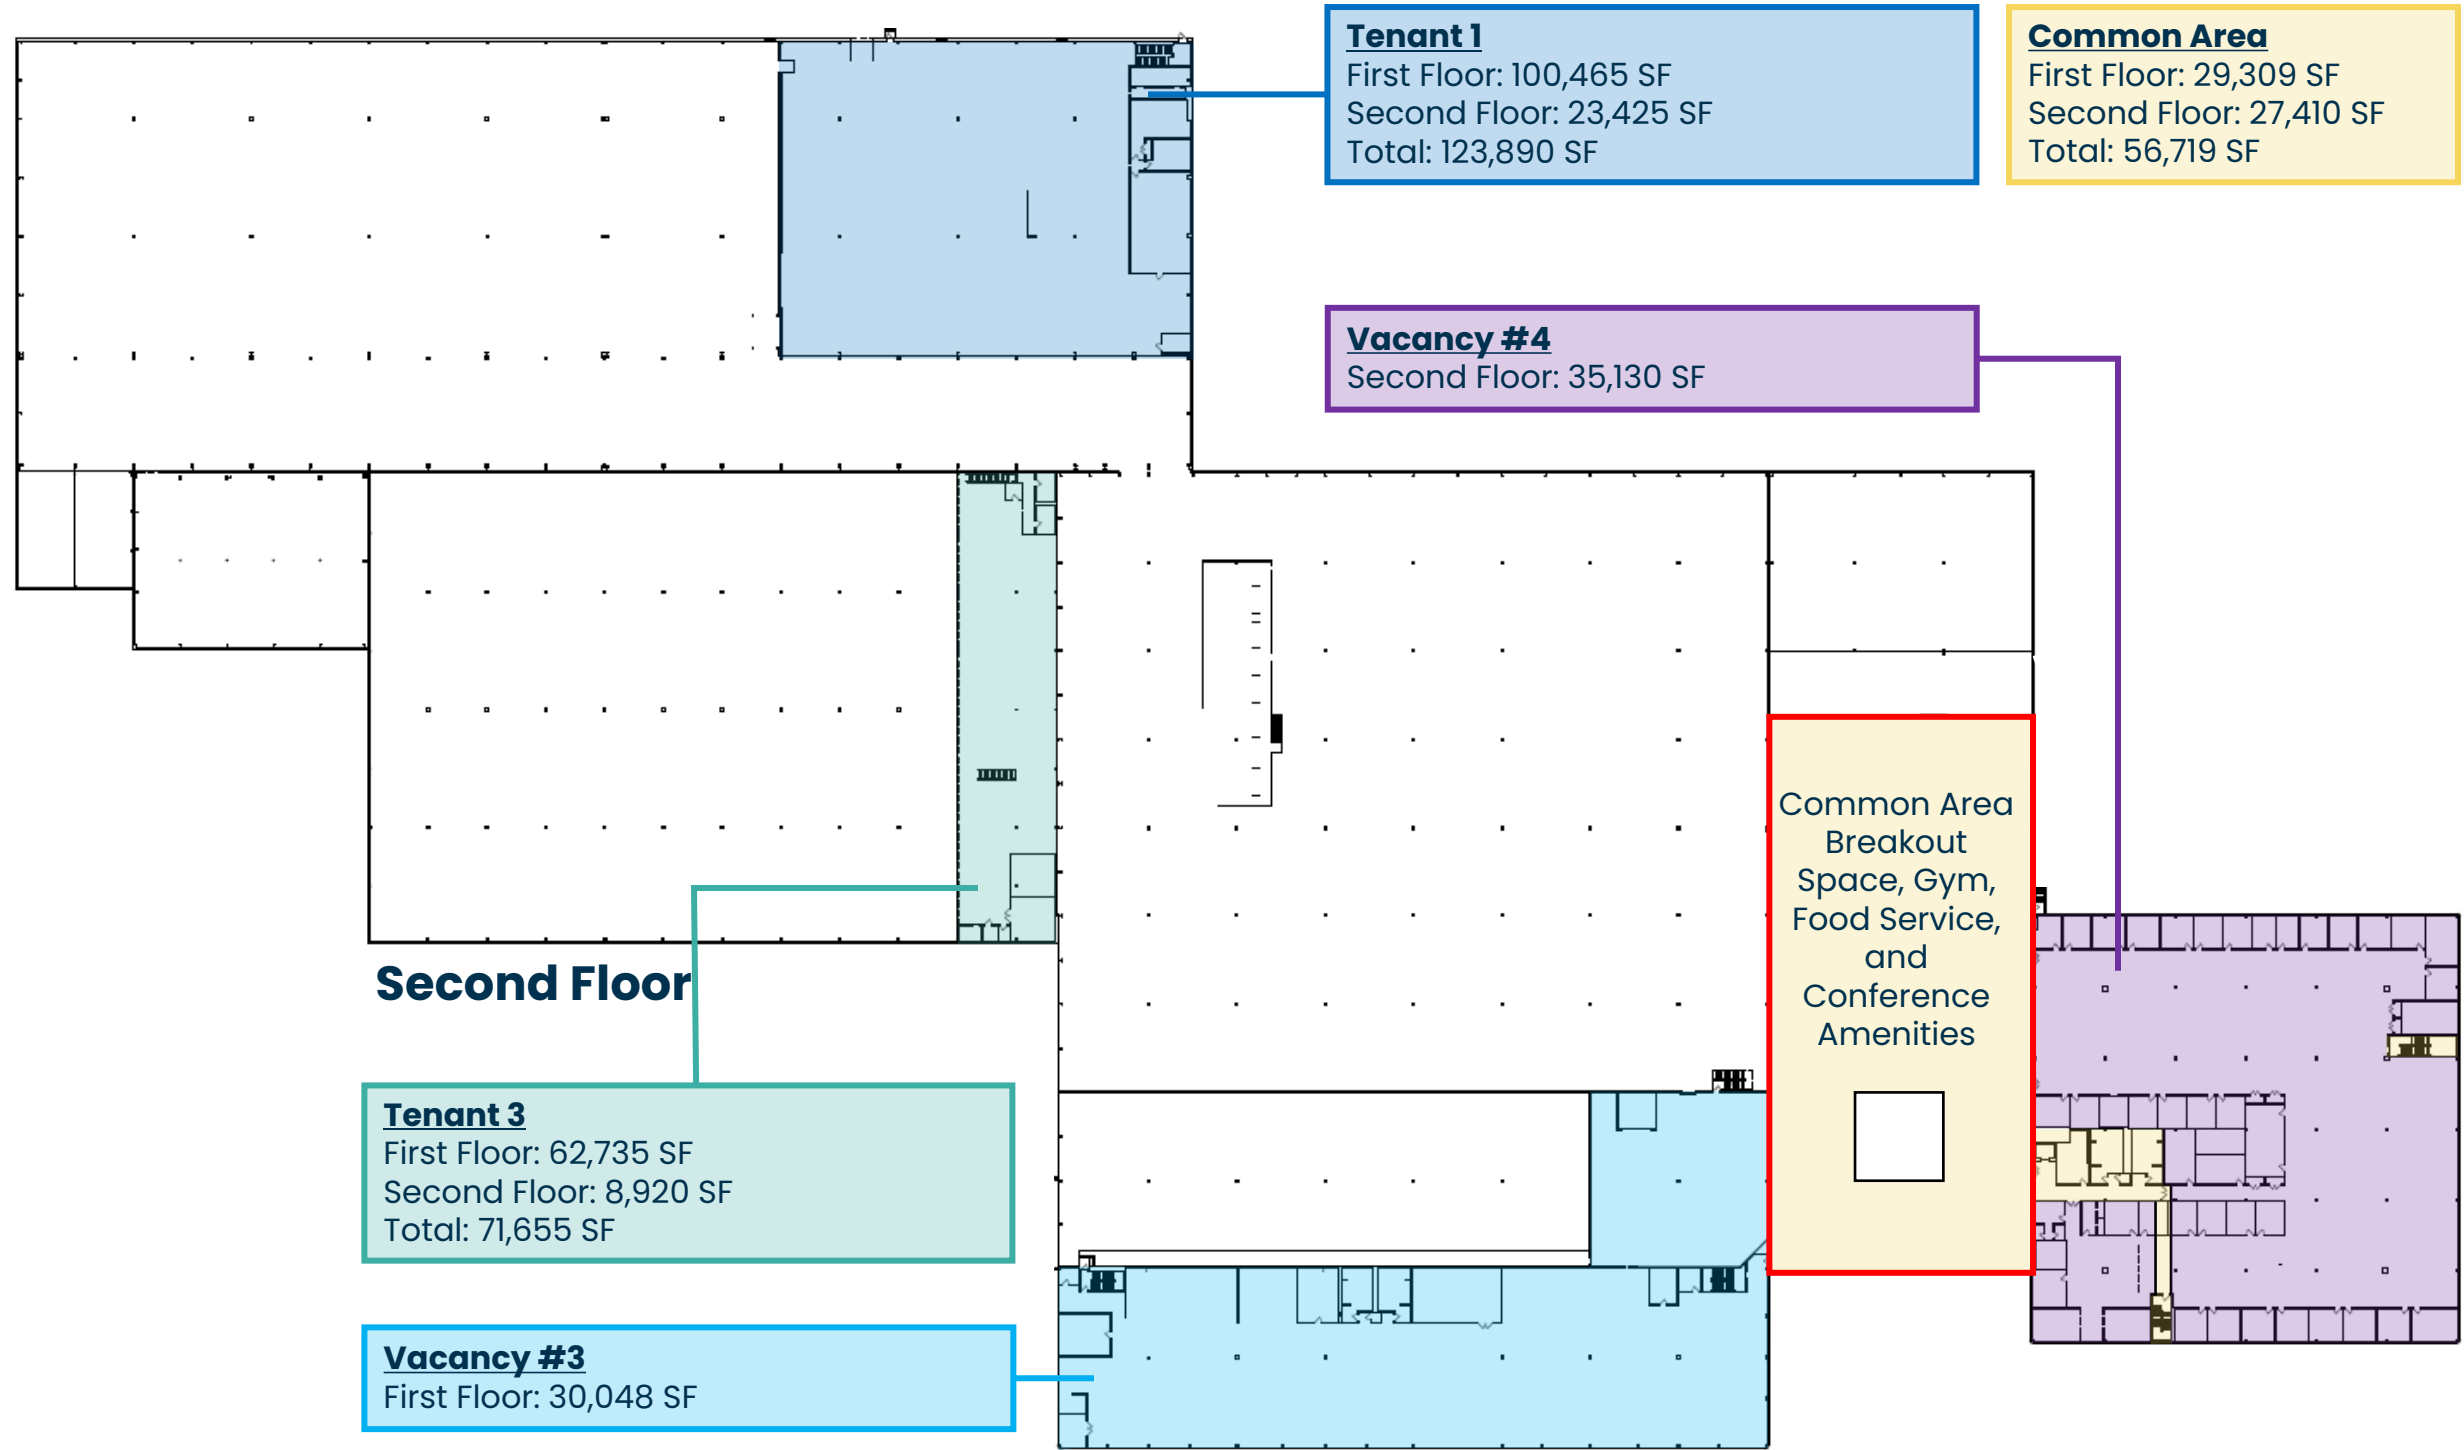 Tenant 1
First Floor: 100,465 SF
Second Floor: 23,425 SF
Total: 123,890 SF
Common Area
First Floor: 29,309 SF
Second Floor: 27,410 SF
Total: 56,719 SF
Vacancy #4
Second Floor: 35,130 SF
Common Area
Breakout
Space, Gym,
Food Service,
and
Conference
Amenities
Second Floor
Tenant 3
First Floor: 62,735 SF
Second Floor: 8,920 SF
Total: 71,655 SF
Vacancy #3
First Floor: 30,048 SF